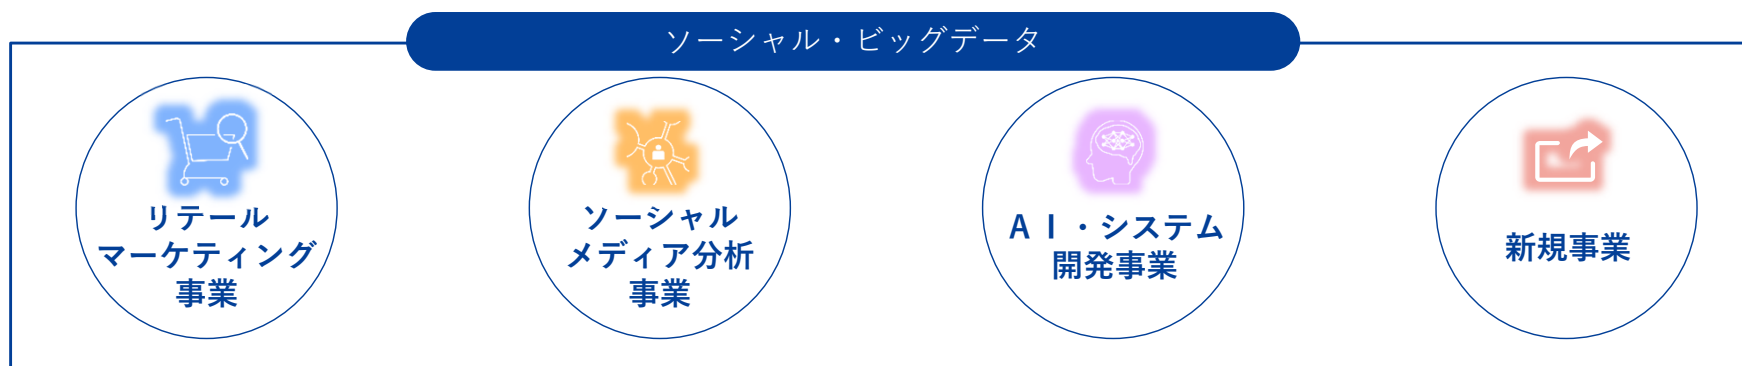 ソーシャル・ビッグデータ
リテール
マーケティング
事業
ソーシャル
メディア分析
事業
ＡＩ・システム
開発事業
新規事業